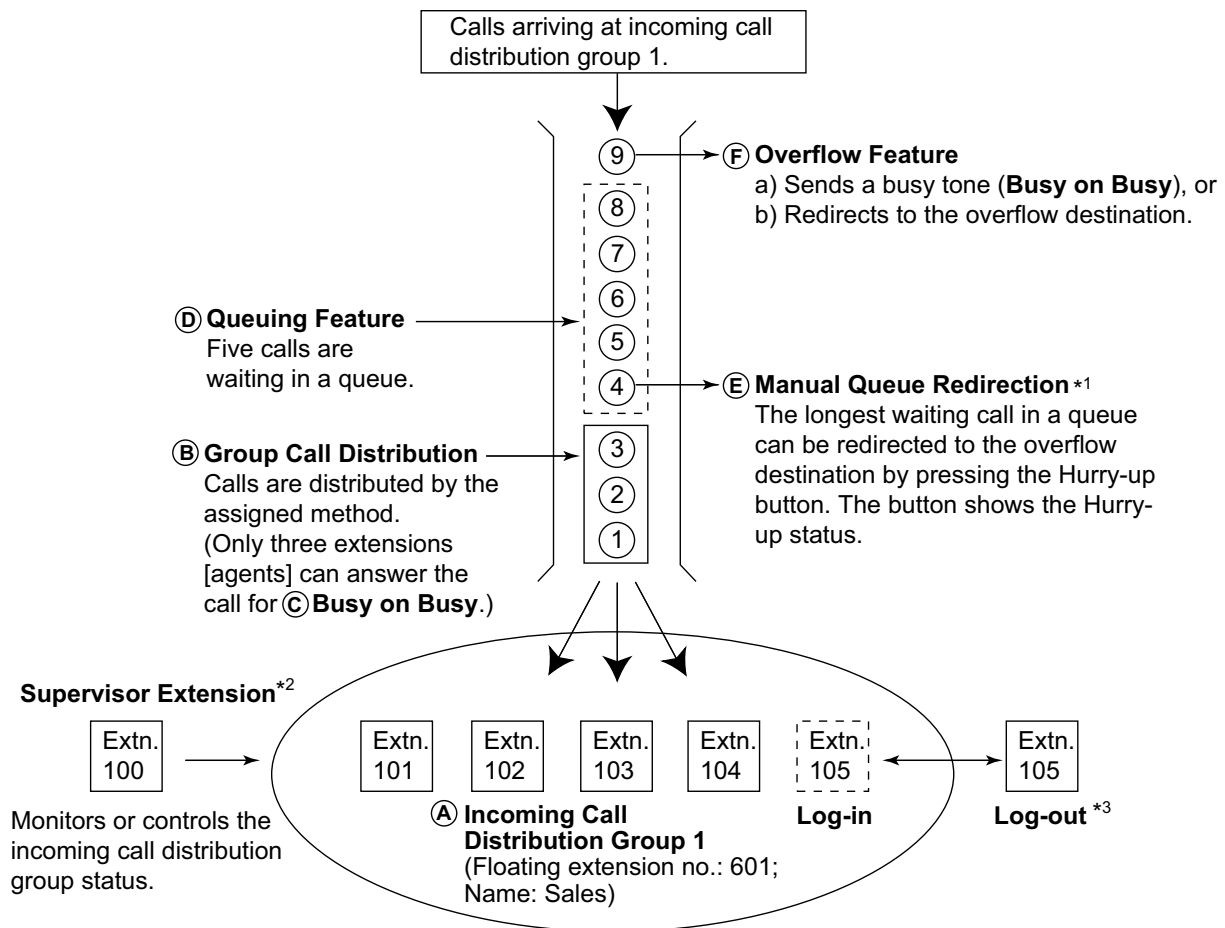 Calls arriving at incoming call
distribution group 1.
9
F Overflow Feature
a) Sends a busy tone (Busy on Busy), or
b) Redirects to the overflow destination.
8
7
6
5
4
D Queuing Feature
Five calls are
waiting in a queue.
E Manual Queue Redirection *1
The longest waiting call in a queue
can be redirected to the overflow
destination by pressing the Hurry-up
button. The button shows the Hurry-
up status.
B Group Call Distribution
Calls are distributed by the
assigned method.
(Only three extensions
[agents] can answer the
call for C Busy on Busy.)
3
2
1
Supervisor Extension*2
Extn.
100
Monitors or controls the
incoming call distribution
group status.
Extn.
101
Extn.
102
Extn.
103
Extn.
104
Extn.
105
Log-in
Extn.
105
Log-out *3
A Incoming Call
Distribution Group 1
(Floating extension no.: 601;
Name: Sales)